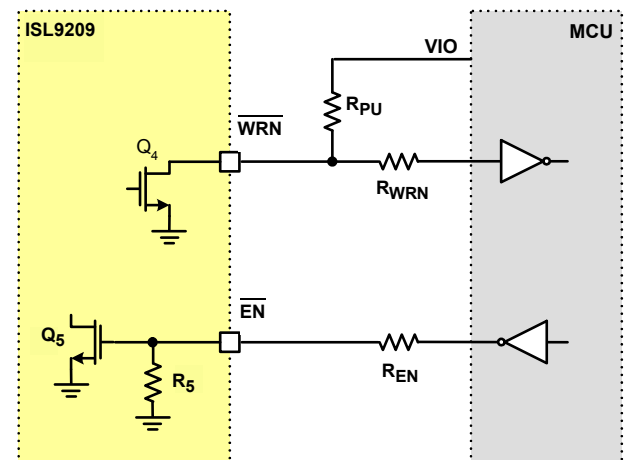 ISL9209
MCU
VIO
RPU
WRN
Q4
RWRN
EN
Q5
R5
REN